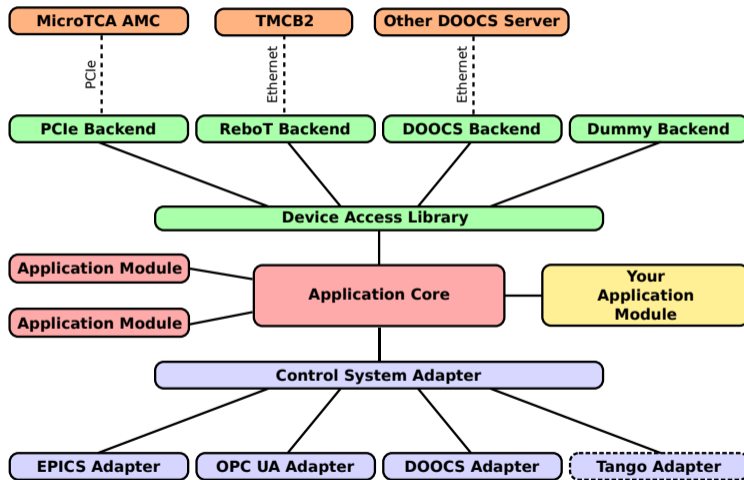 MicroTCA AMC
TMCB2
Other DOOCS Server
PCIe
Ethernet
Ethernet
PCIe Backend
ReboT Backend
DOOCS Backend
Dummy Backend
Device Access Library
Application Module
Application Module
Application Core
Your
Application
Module
Control System Adapter
EPICS Adapter
OPC UA Adapter
DOOCS Adapter
Tango Adapter